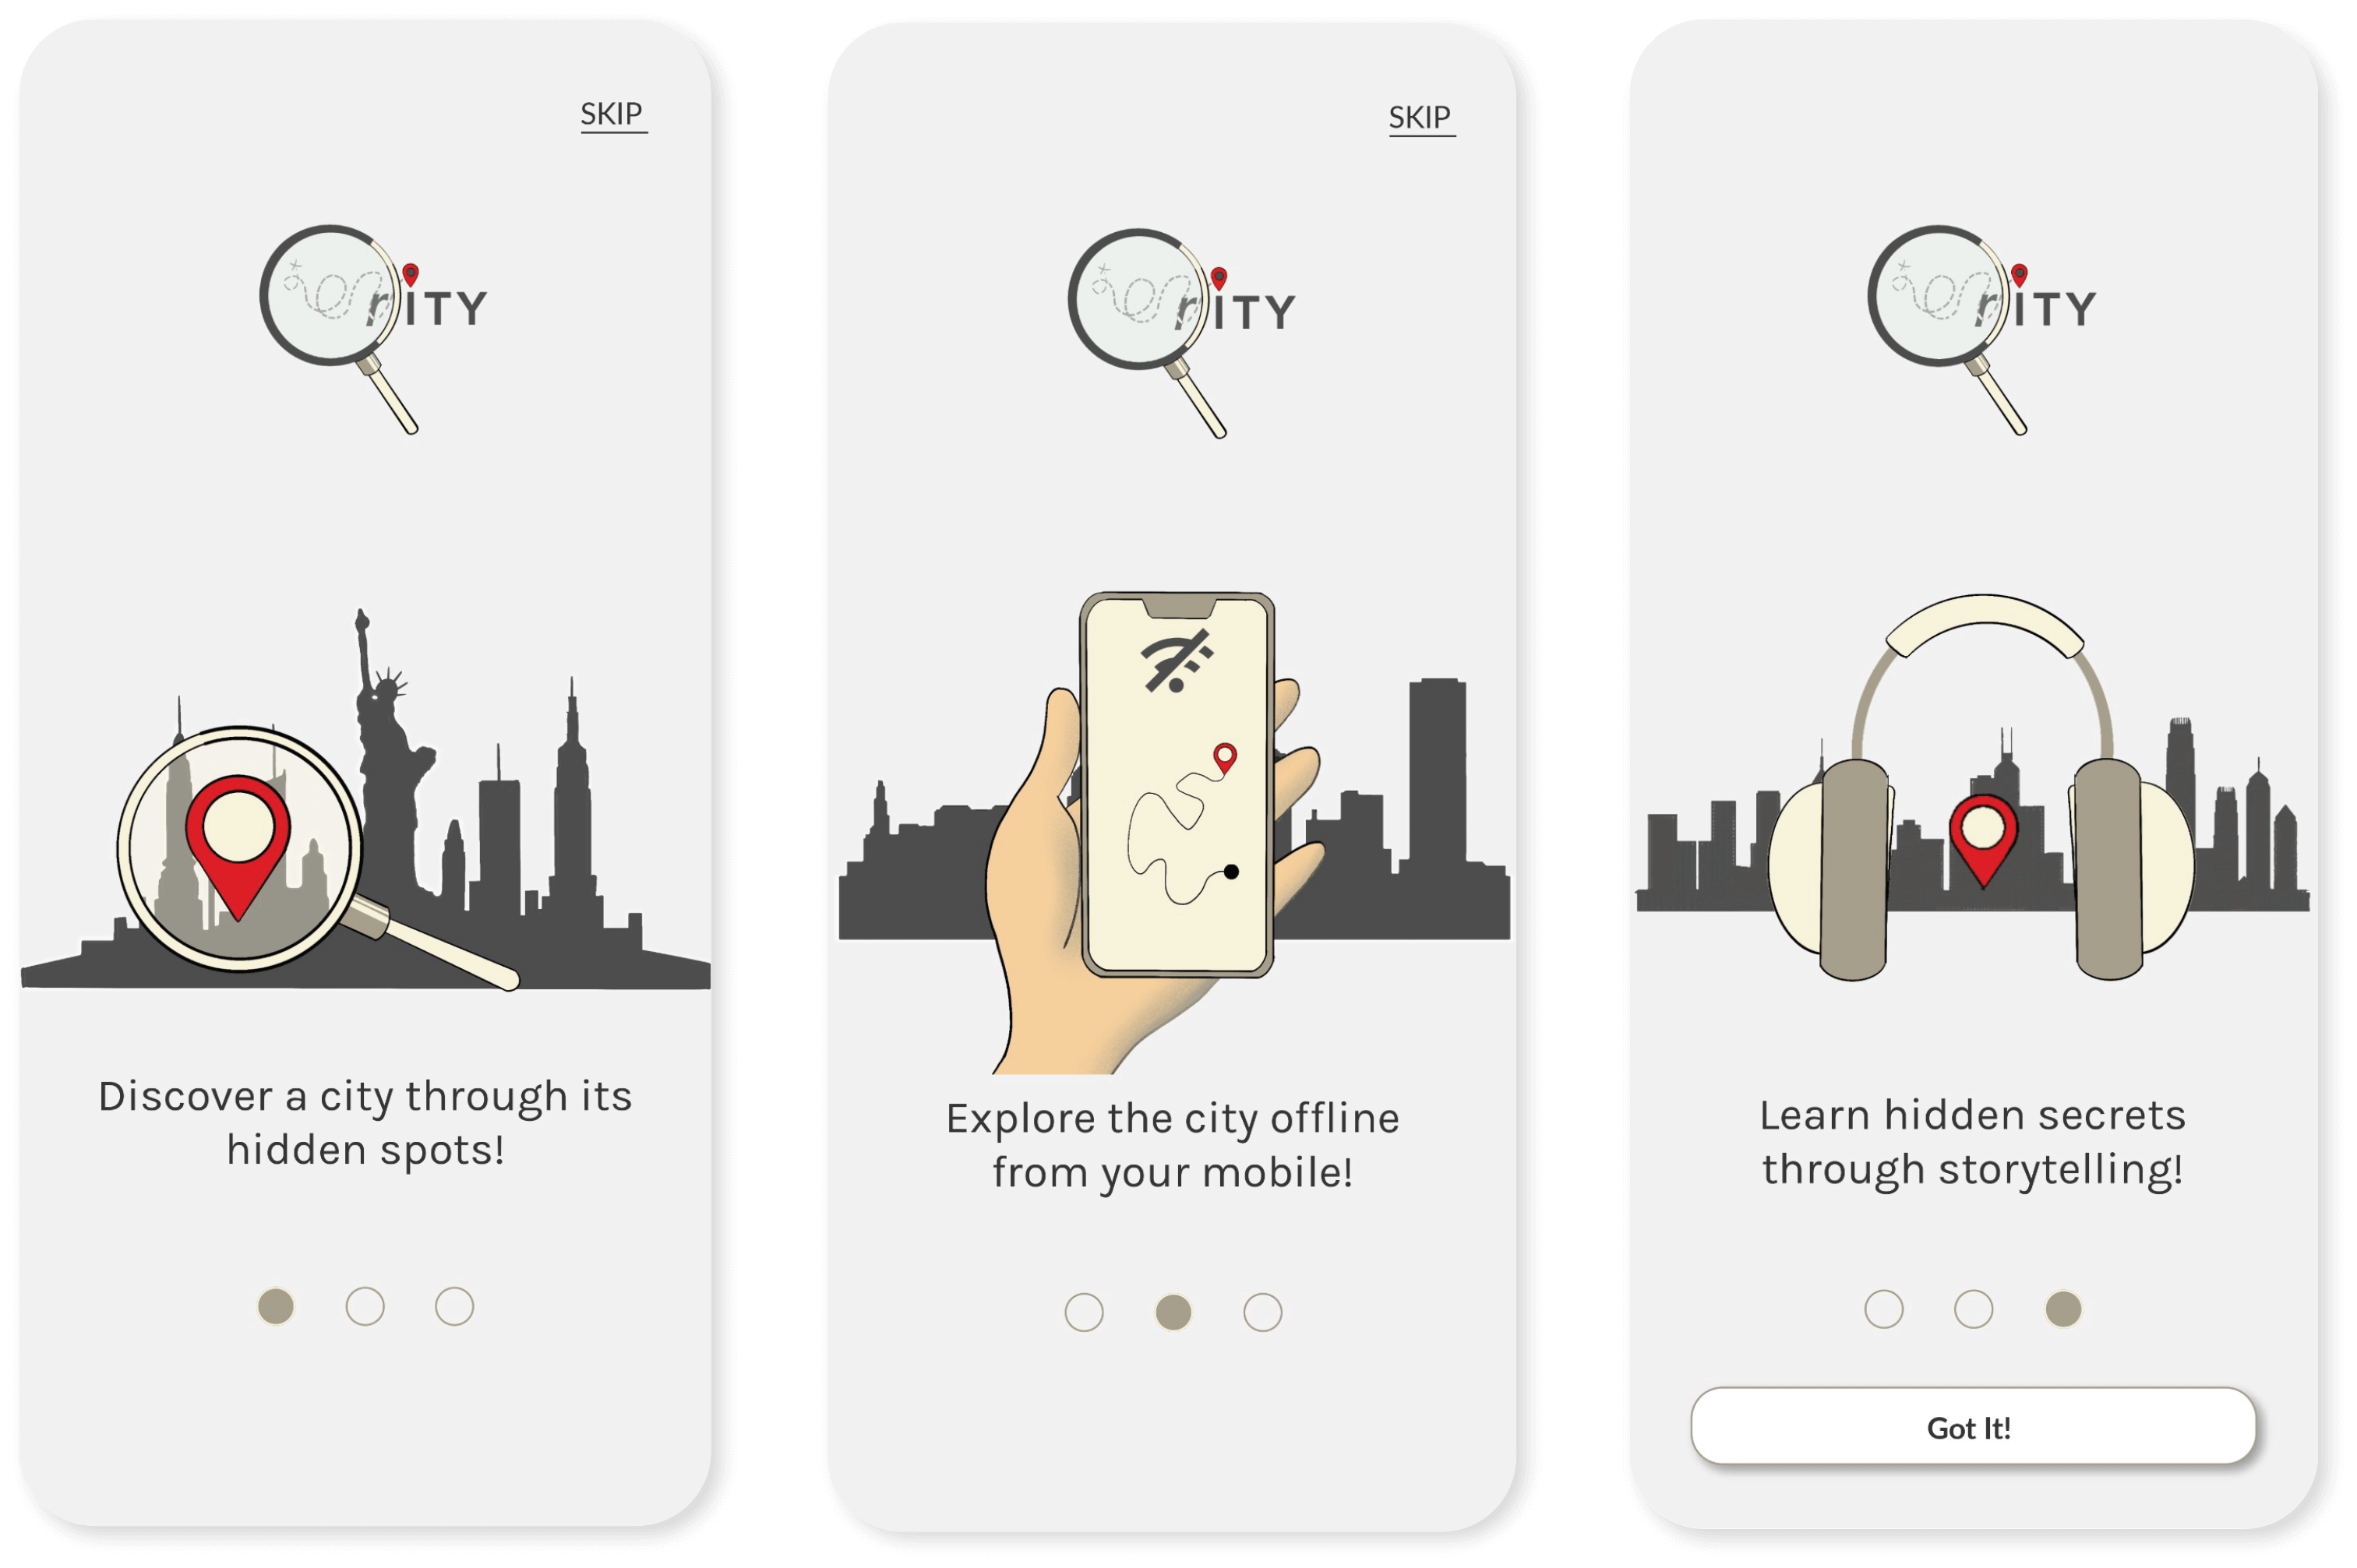 SKIP
rITY
Discover a city through its
hidden spots!
SKIP
rITY
Explore the city offline
from your mobile!
rITY
Learn hidden secrets
through storytelling!
Got It!